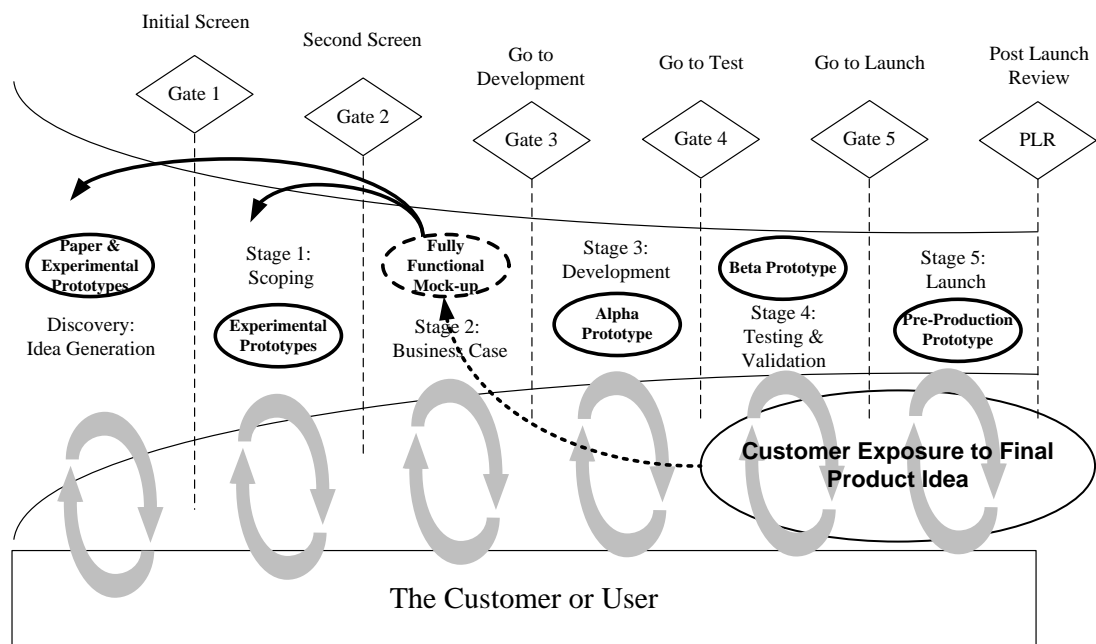 Initial Screen
Second Screen
Go to
Development
Go to Test
Go to Launch
Post Launch
Review
Gate 1
Gate 2
Gate 3
Gate 4
Gate 5
PLR
Paper &
Experimental
Prototypes
Discovery:
Idea Generation
Stage 1:
Scoping
Experimental
Prototypes
Fully
Functional
Mock-up
Stage 2:
Business Case
Stage 3:
Development
Alpha
Prototype
Beta Prototype
Stage 4:
Testing &
Validation
Stage 5:
Launch
Pre-Production
Prototype
Customer Exposure to Final
Product Idea
The Customer or User